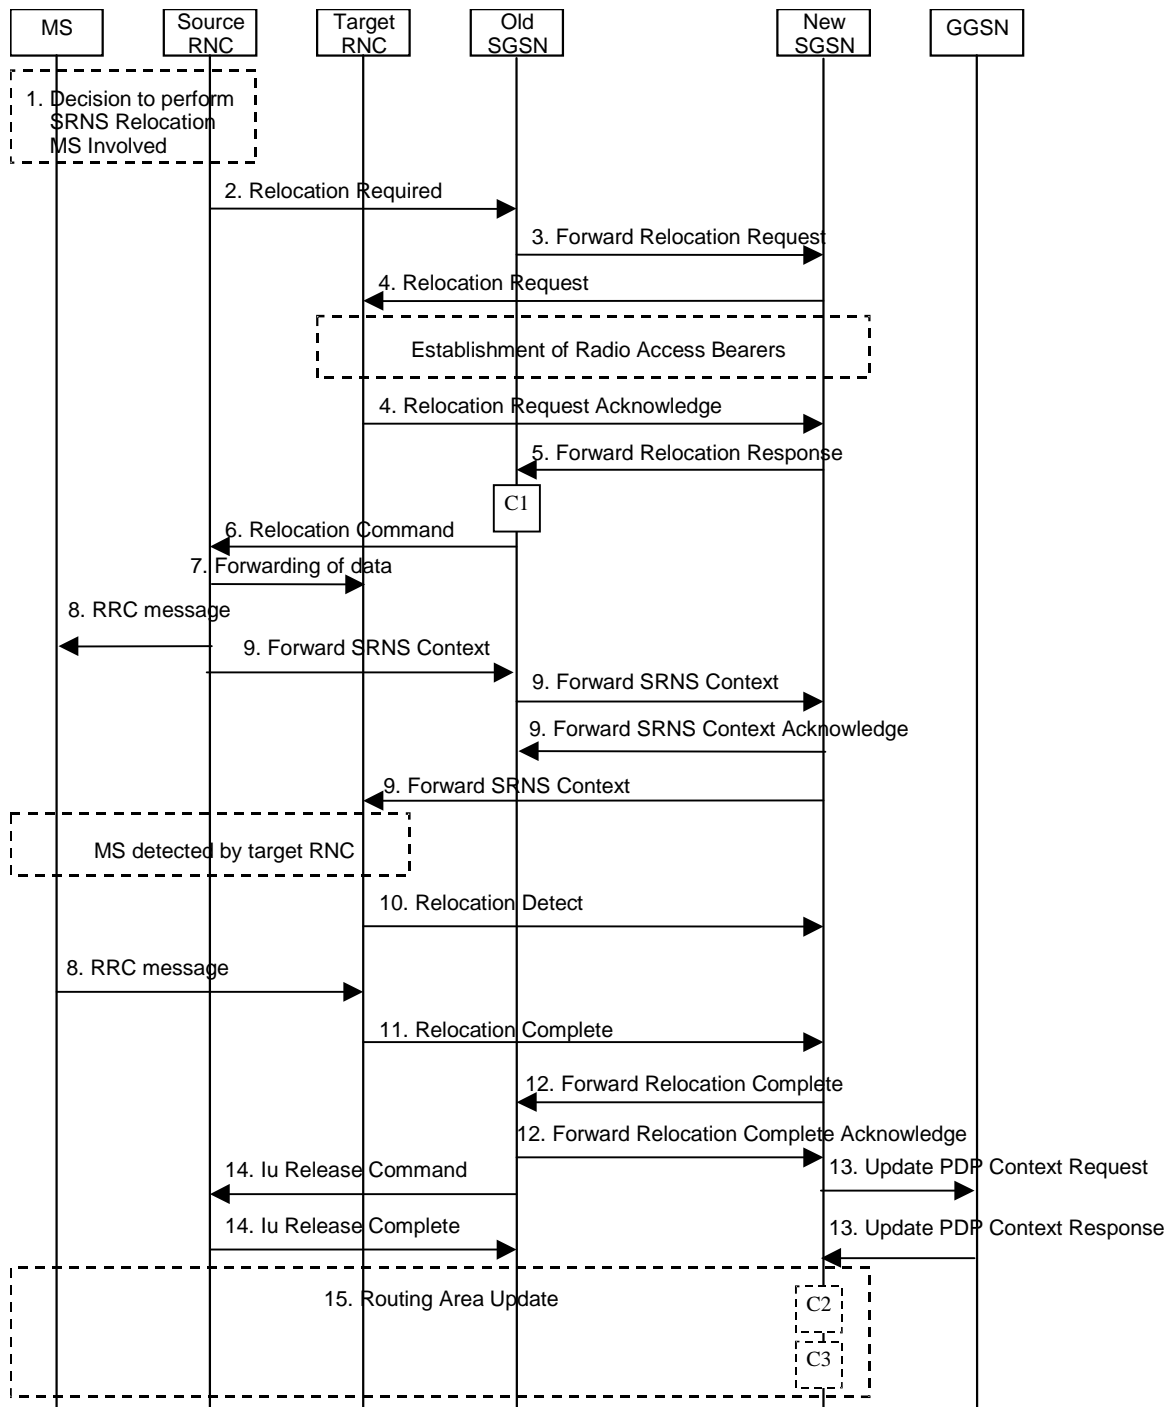 MS
Source
RNC
Target
RNC
Old
SGSN
New
SGSN
GGSN
1. Decision to perform
SRNS Relocation
MS Involved
2. Relocation Required
3. Forward Relocation Request
4. Relocation Request
Establishment of Radio Access Bearers
4. Relocation Request Acknowledge
5. Forward Relocation Response
C1
6. Relocation Command
7. Forwarding of data
8. RRC message
9. Forward SRNS Context
9. Forward SRNS Context
9. Forward SRNS Context Acknowledge
9. Forward SRNS Context
MS detected by target RNC
10. Relocation Detect
8. RRC message
11. Relocation Complete
12. Forward Relocation Complete
12. Forward Relocation Complete Acknowledge
14. Iu Release Command
13. Update PDP Context Request
14. Iu Release Complete
13. Update PDP Context Response
15. Routing Area Update
C2
C3